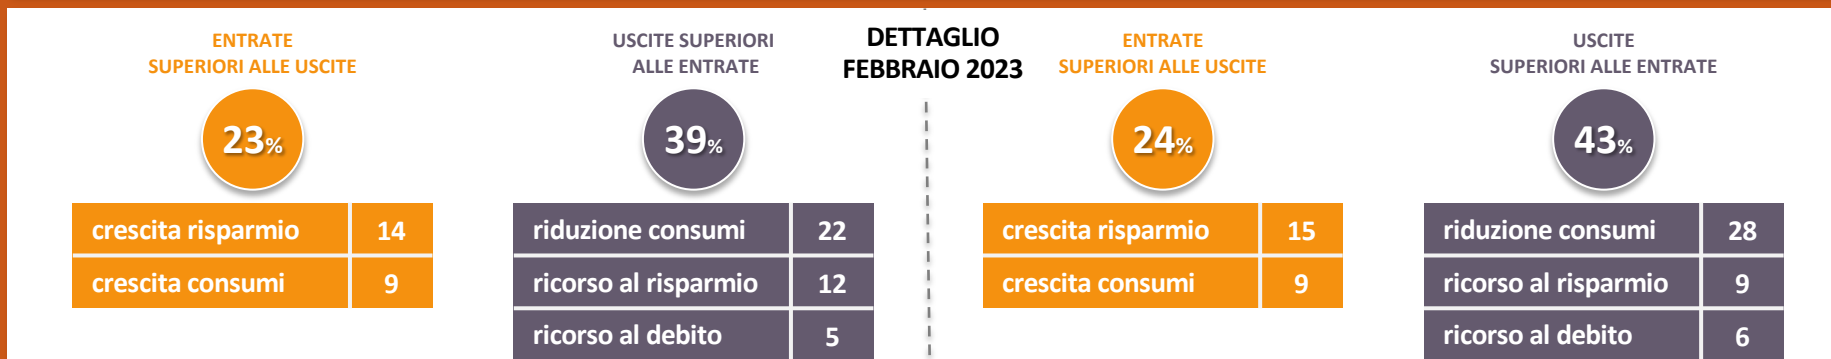 ENTRATE
SUPERIORI ALLE USCITE
23%
crescita risparmio 14
crescita consumi 9
USCITE SUPERIORI
ALLE ENTRATE
39%
riduzione consumi 22
ricorso al risparmio 12
ricorso al debito 5
DETTAGLIO
FEBBRAIO 2023
ENTRATE
SUPERIORI ALLE USCITE
24%
crescita risparmio 15
crescita consumi 9
USCITE
SUPERIORI ALLE ENTRATE
43%
riduzione consumi 28
ricorso al risparmio 9
ricorso al debito 6